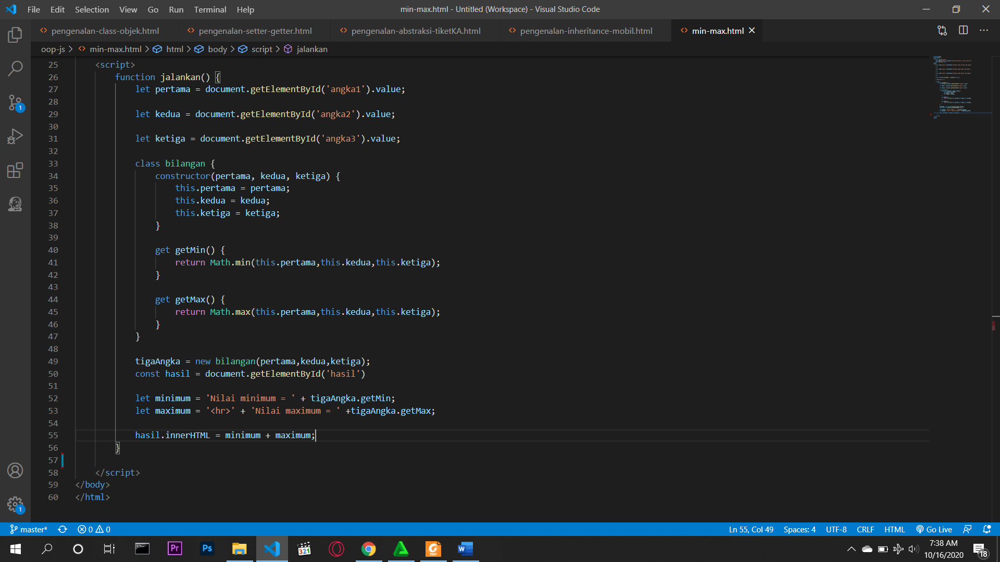 File Edit Selection View Go Run Terminal Help min-max.html - Untitled (Workspace) - Visual Studio Code
pengenalan-class-objek.html pengenalan-setter-getter.html pengenalan-abstraksi-tiketKA.html pengenalan-inheritance-mobil.html min-max.html
oop-js > min-max.html > html > body > script > jalankan
25 <script>
26 function jalankan() {
27 let pertama = document.getElementById('angka1').value;
28
29 let kedua = document.getElementById('angka2').value;
30
31 let ketiga = document.getElementById('angka3').value;
32
33 class bilangan {
34 constructor(pertama, kedua, ketiga) {
35 this.pertama = pertama;
36 this.kedua = kedua;
37 this.ketiga = ketiga;
38 }
39
40 get getMin() {
41 return Math.min(this.pertama,this.kedua,this.ketiga);
42 }
43
44 get getMax() {
45 return Math.max(this.pertama,this.kedua,this.ketiga);
46 }
47 }
48
49 tigaAngka = new bilangan(pertama,kedua,ketiga);
50 const hasil = document.getElementById('hasil')
51
52 let minimum = 'Nilai minimum = ' + tigaAngka.getMin;
53 let maximum = '<hr>' + 'Nilai maximum = ' +tigaAngka.getMax;
54
55 hasil.innerHTML = minimum + maximum;
56 }
57
58 </script>
59 </body>
60 </html>
1
1
master* 0 0 Ln 55, Col 49 Spaces: 4 UTF-8 CRLF HTML Go Live
Pr Ps 321 PDF W 7:38 AM
10/16/2020 18